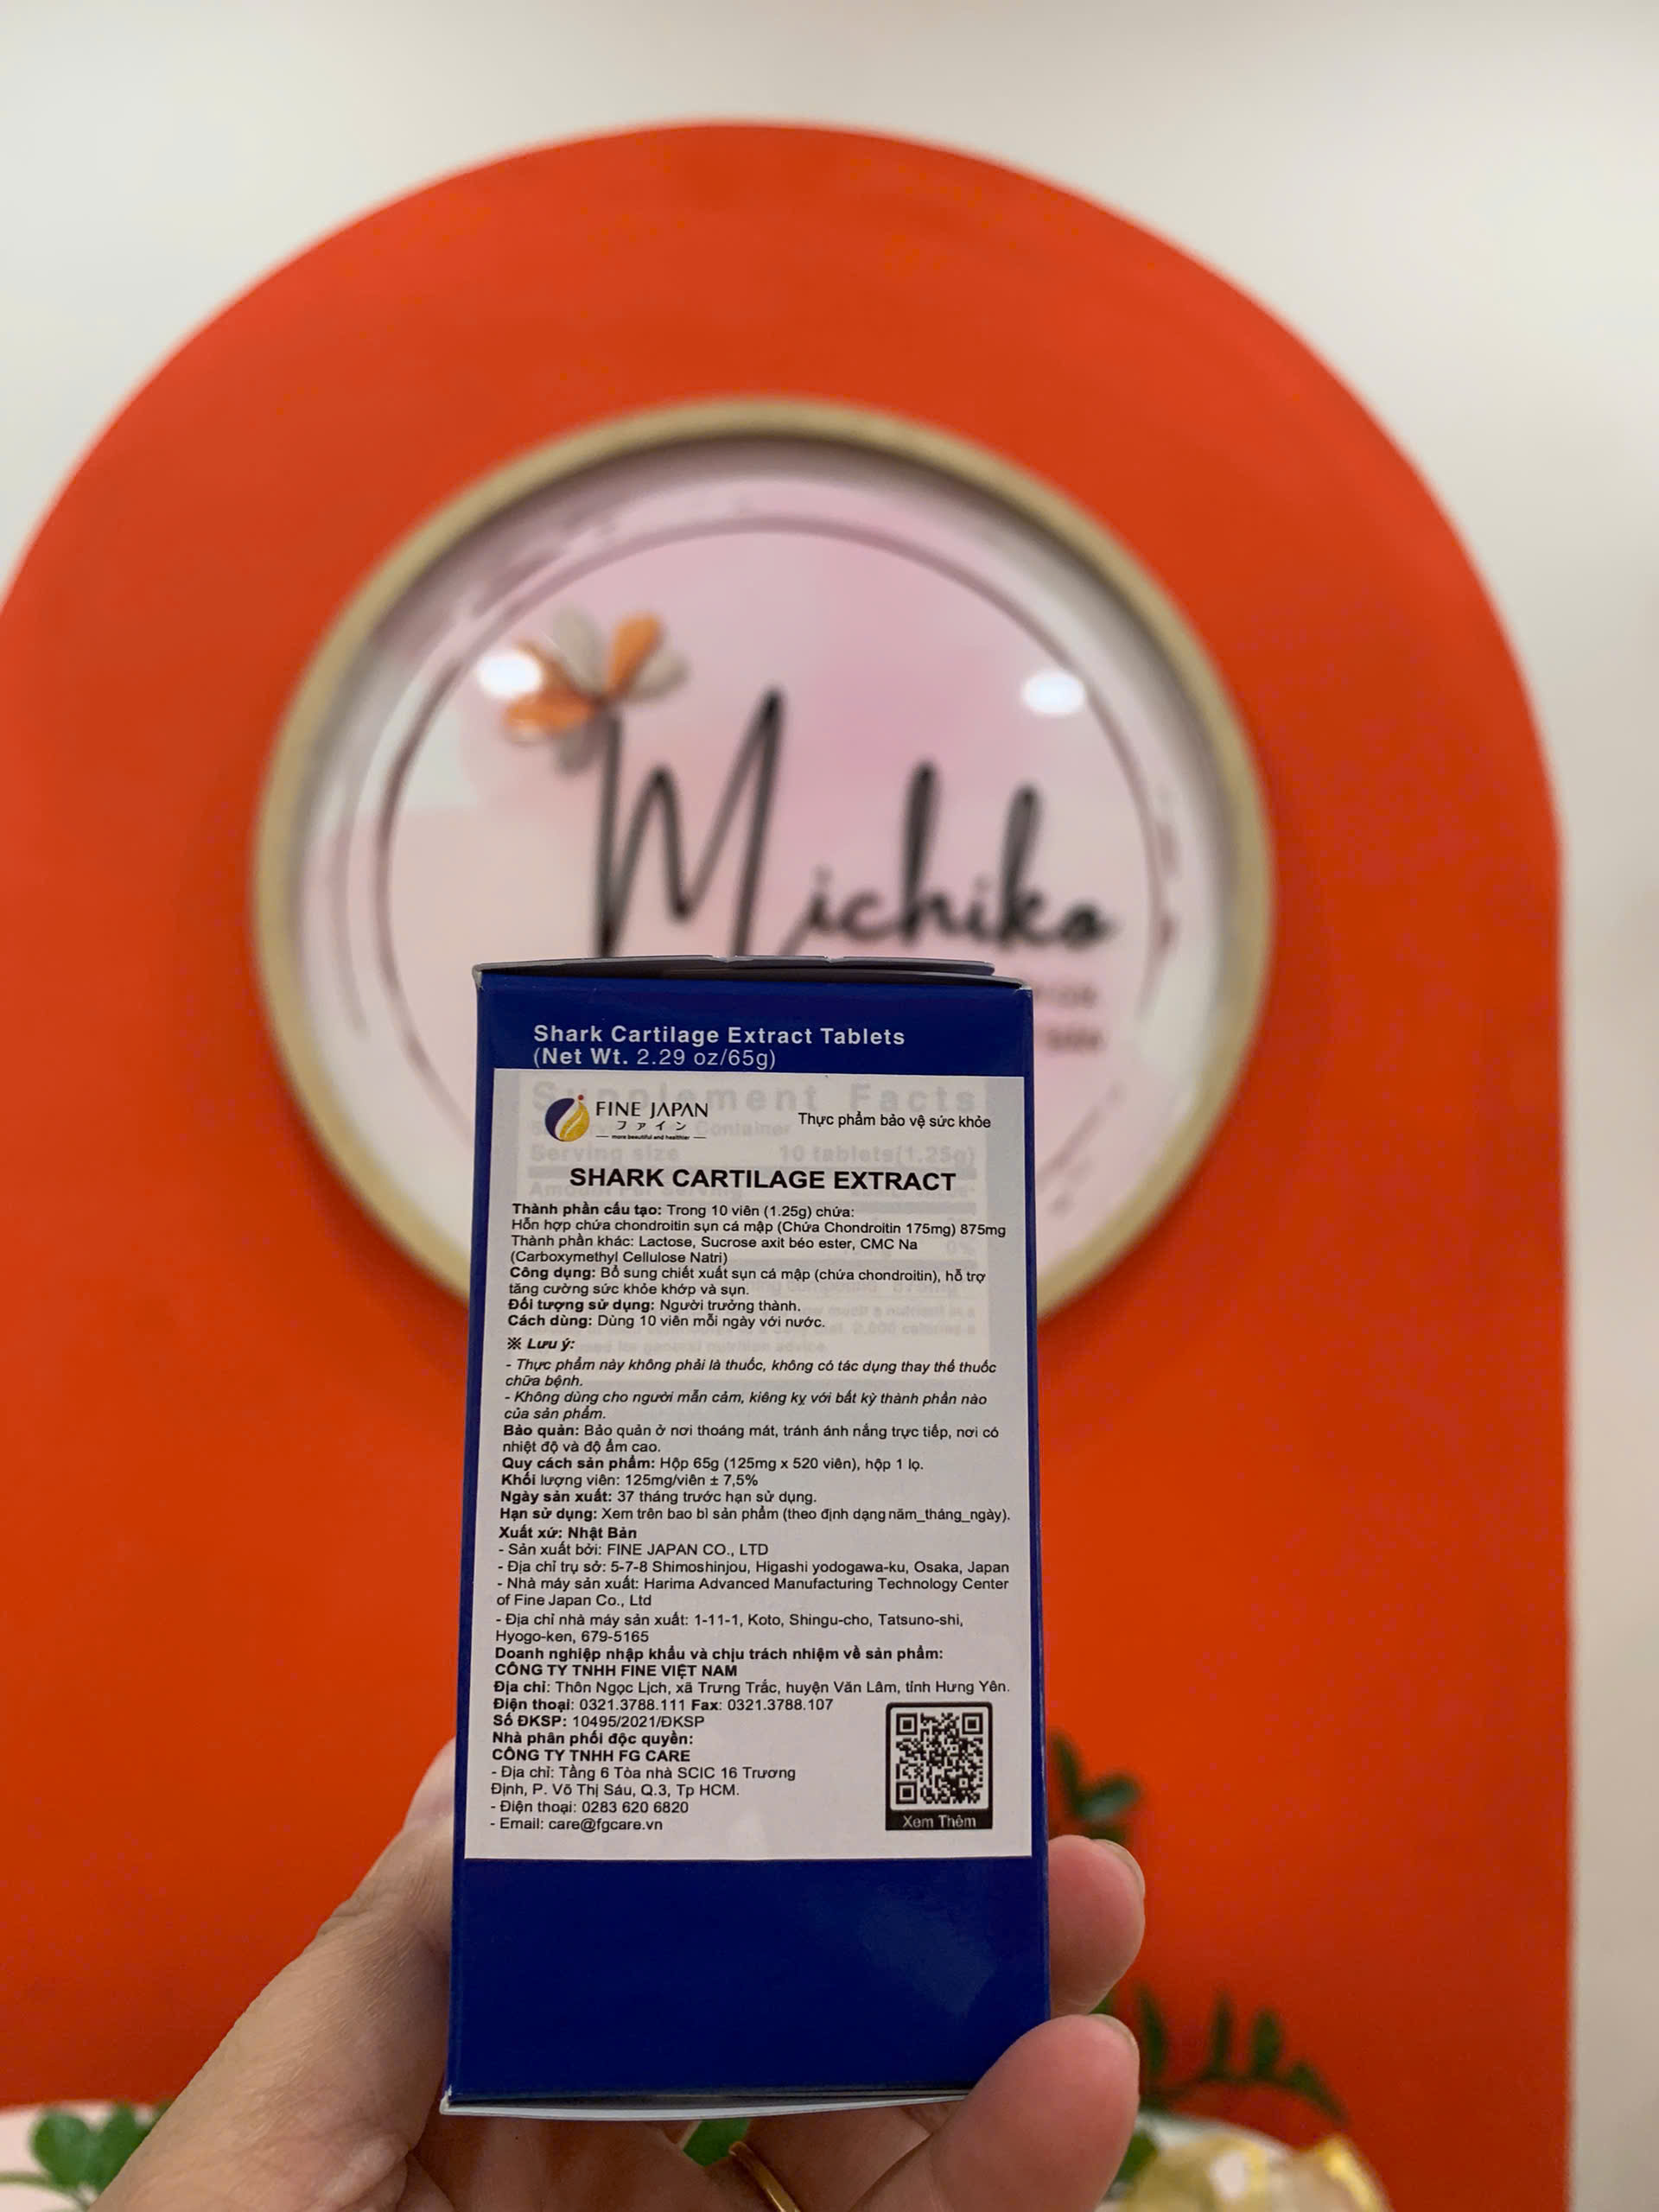 Michiko
Shark Cartilage Extract Tablets
(Net Wt. 2.29 oz/65g)
Supplement Facts
Container
Serving size 10 tablets(1.25g)
FINE JAPAN
ファイン
more beautiful and healthier
Thực phẩm bảo vệ sức khỏe
SHARK CARTILAGE EXTRACT
Thành phần cấu tạo: Trong 10 viên (1.25g) chứa:
Hỗn hợp chứa chondroitin sụn cá mập (Chứa Chondroitin 175mg) 875mg
Thành phần khác: Lactose, Sucrose axit béo ester, CMC Na
(Carboxymethyl Cellulose Natri)
Công dụng: Bổ sung chiết xuất sụn cá mập (chứa chondroitin), hỗ trợ
tăng cường sức khỏe khớp và sụn.
Đối tượng sử dụng: Người trưởng thành.
Cách dùng: Dùng 10 viên mỗi ngày với nước.
※ Lưu ý:
- Thực phẩm này không phải là thuốc, không có tác dụng thay thế thuốc
chữa bệnh.
- Không dùng cho người mẫn cảm, kiêng kỵ với bất kỳ thành phần nào
của sản phẩm.
Bảo quản: Bảo quản ở nơi thoáng mát, tránh ánh nắng trực tiếp, nơi có
nhiệt độ và độ ẩm cao.
Quy cách sản phẩm: Hộp 65g (125mg x 520 viên), hộp 1 lọ.
Khối lượng viên: 125mg/viên ± 7,5%
Ngày sản xuất: 37 tháng trước hạn sử dụng.
Hạn sử dụng: Xem trên bao bì sản phẩm (theo định dạng năm_tháng_ngày).
Xuất xứ: Nhật Bản
- Sản xuất bởi: FINE JAPAN CO., LTD
- Địa chỉ trụ sở: 5-7-8 Shimoshinjou, Higashi yodogawa-ku, Osaka, Japan
- Nhà máy sản xuất: Harima Advanced Manufacturing Technology Center
of Fine Japan Co., Ltd
- Địa chỉ nhà máy sản xuất: 1-11-1, Koto, Shingu-cho, Tatsuno-shi,
Hyogo-ken, 679-5165
Doanh nghiệp nhập khẩu và chịu trách nhiệm về sản phẩm:
CÔNG TY TNHH FINE VIỆT NAM
Địa chỉ: Thôn Ngọc Lịch, xã Trưng Trắc, huyện Văn Lâm, tỉnh Hưng Yên.
Điện thoại: 0321.3788.111 Fax: 0321.3788.107
Số ĐKSP: 10495/2021/ĐKSP
Nhà phân phối độc quyền:
CÔNG TY TNHH FG CARE
- Địa chỉ: Tầng 6 Tòa nhà SCIC 16 Trương
Định, P. Võ Thị Sáu, Q.3, Tp HCM.
- Điện thoại: 0283 620 6820
- Email: care@fgcare.vn
Xem Thêm